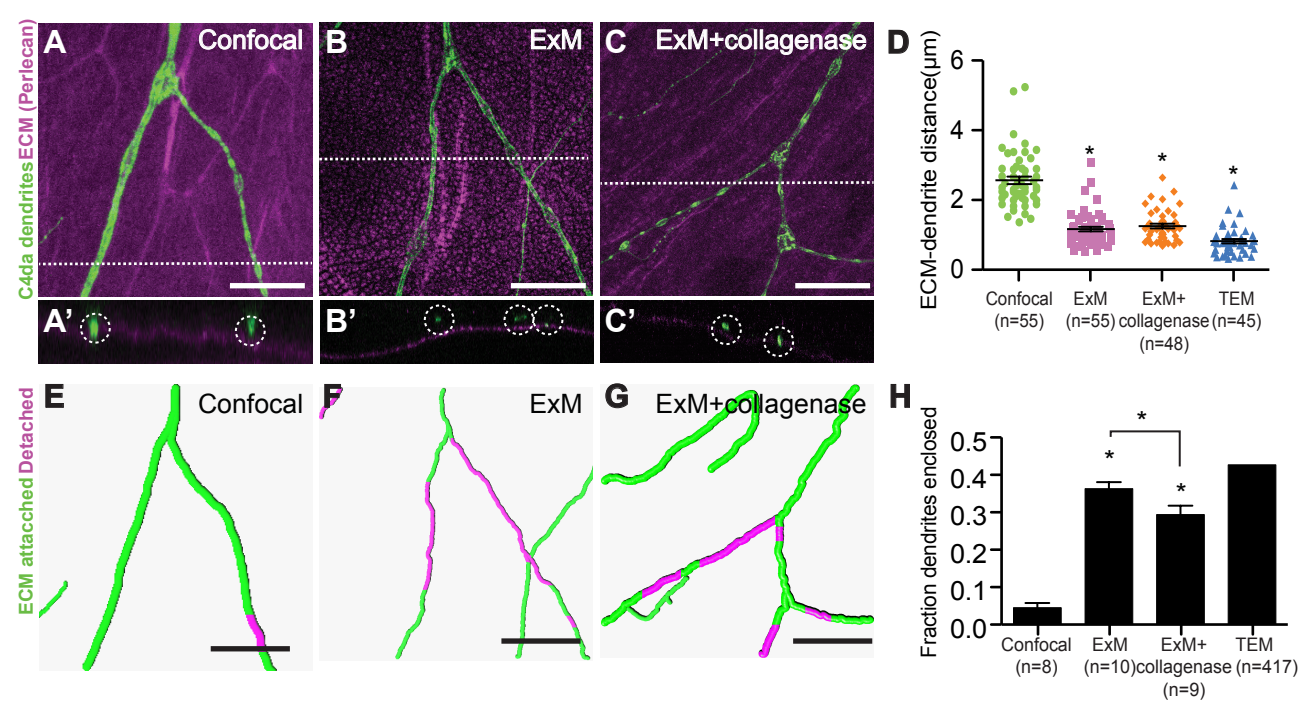 C4da dendrites ECM (Perlecan)
A
Confocal
B
ExM
C
ExM+collagenase
A'
B'
C'
D
ECM-dendrite distance(μm)
6
4
2
0
Confocal
(n=55)
ExM
(n=55)
ExM+
collagenase
(n=48)
TEM
(n=45)
*
*
*
ECM attacched Detached
E
Confocal
F
ExM
G
ExM+collagenase
H
Fraction dendrites enclosed
0.5
0.4
0.3
0.2
0.1
0.0
*
*
*
Confocal
(n=8)
ExM
(n=10)
ExM+
collagenase
(n=9)
TEM
(n=417)